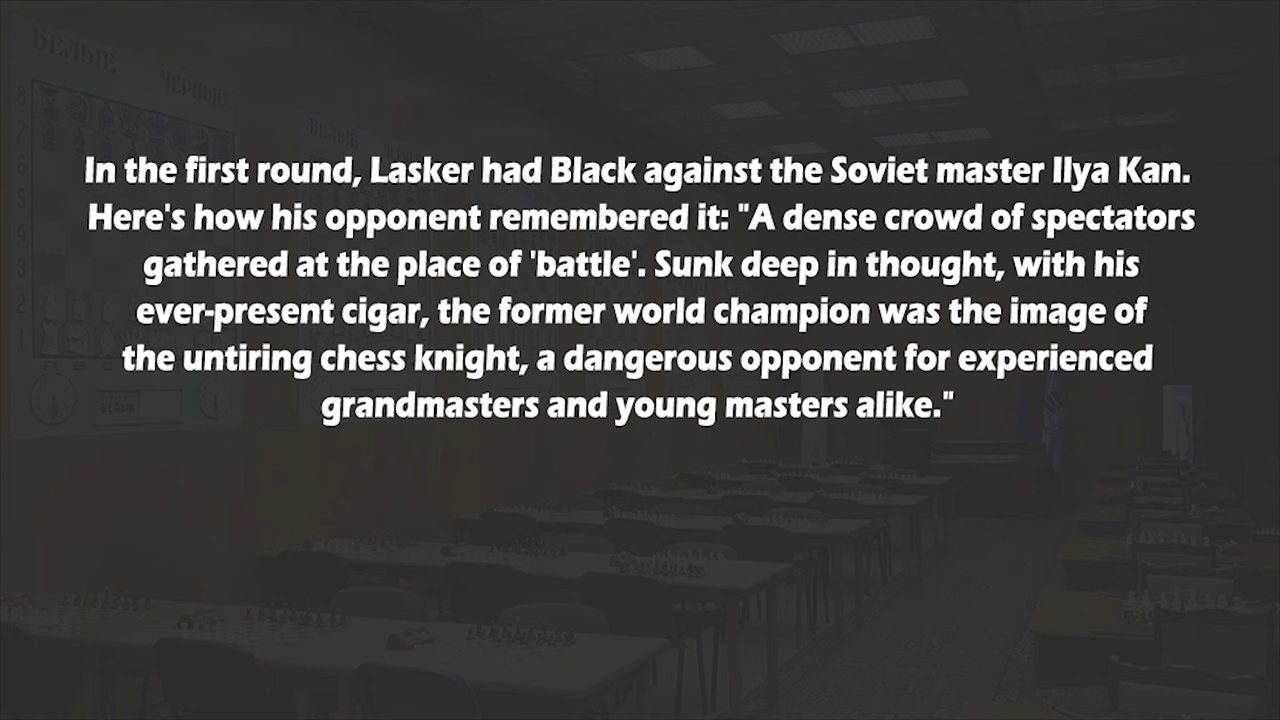 БЕЛЫЕ
ЧЕРНЫЕ
БЕЛЫЕ
In the first round, Lasker had Black against the Soviet master Ilya Kan.
Here's how his opponent remembered it: "A dense crowd of spectators
gathered at the place of 'battle'. Sunk deep in thought, with his
ever-present cigar, the former world champion was the image of
the untiring chess knight, a dangerous opponent for experienced
grandmasters and young masters alike."